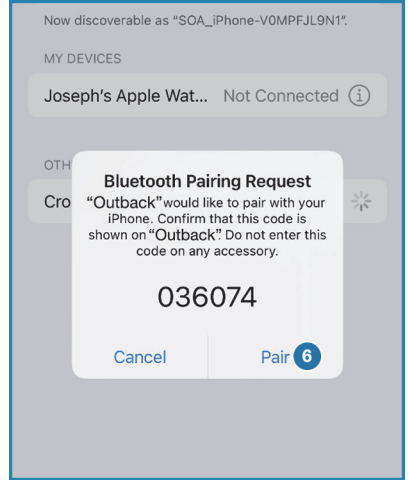 Now discoverable as “SOA_iPhone-V0MPFJL9N1”.
MY DEVICES
Joseph’s Apple Wat... Not Connected
OTH
Cro
Bluetooth Pairing Request
“Outback” would like to pair with your
iPhone. Confirm that this code is
shown on “Outback”. Do not enter this
code on any accessory.
036074
Cancel Pair 6